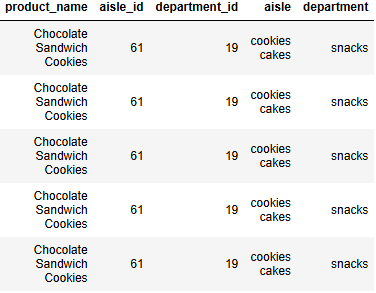 product_name aisle_id department_id aisle department
Chocolate
Sandwich
Cookies 61 19 cookies
cakes snacks
Chocolate
Sandwich
Cookies 61 19 cookies
cakes snacks
Chocolate
Sandwich
Cookies 61 19 cookies
cakes snacks
Chocolate
Sandwich
Cookies 61 19 cookies
cakes snacks
Chocolate
Sandwich
Cookies 61 19 cookies
cakes snacks